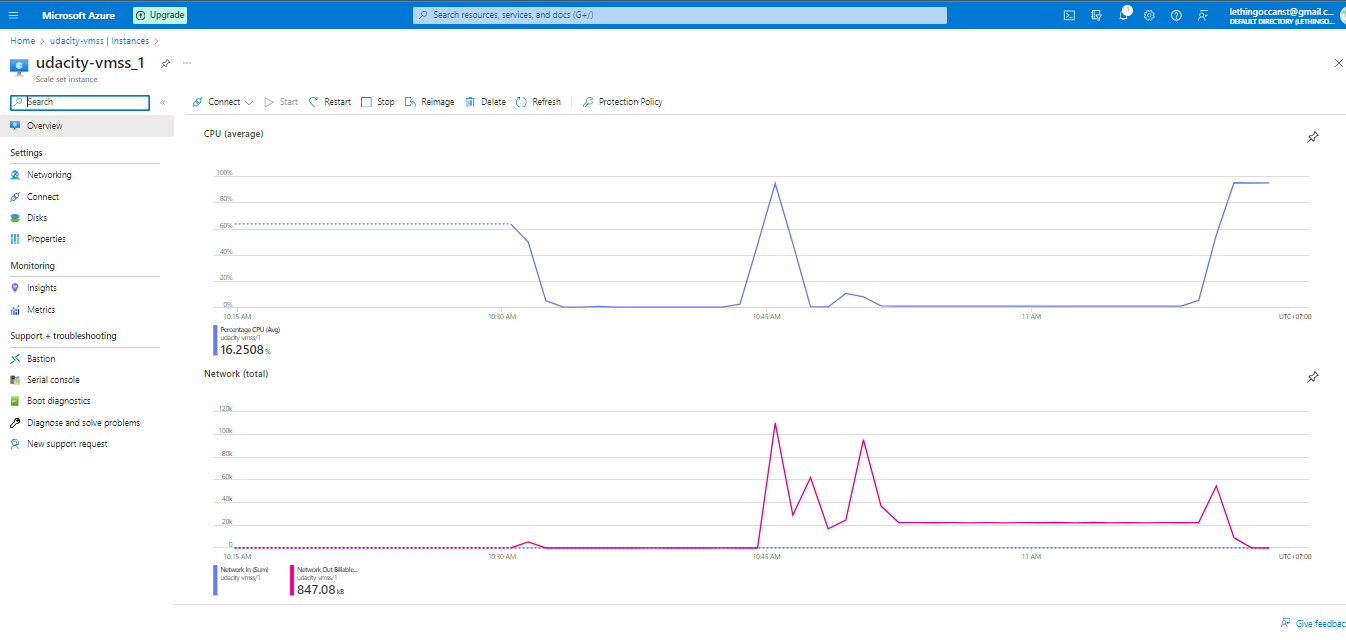 Microsoft Azure
Upgrade
Search resources, services, and docs (G+/)
1
lethingoccanst@gmail.c...
DEFAULT DIRECTORY (LETHINGO...
Home > udacity-vmss | Instances >
udacity-vmss_1
Scale set instance
Search
«
Connect
Start
Restart
Stop
Reimage
Delete
Refresh
Protection Policy
Overview
Settings
Networking
Connect
Disks
Properties
Monitoring
Insights
Metrics
Support + troubleshooting
Bastion
Serial console
Boot diagnostics
Diagnose and solve problems
New support request
CPU (average)
100%
80%
60%
40%
20%
0%
10:15 AM
10:30 AM
10:45 AM
11 AM
UTC+07:00
Percentage CPU (Avg)
udacity-vmss/1
16.2508 %
Network (total)
120k
100k
80k
60k
40k
20k
0
10:15 AM
10:30 AM
10:45 AM
11 AM
UTC+07:00
Network In (Sum)
udacity-vmss/1
Network Out Billable...
udacity-vmss/1
847.08 kB
Give feedbac